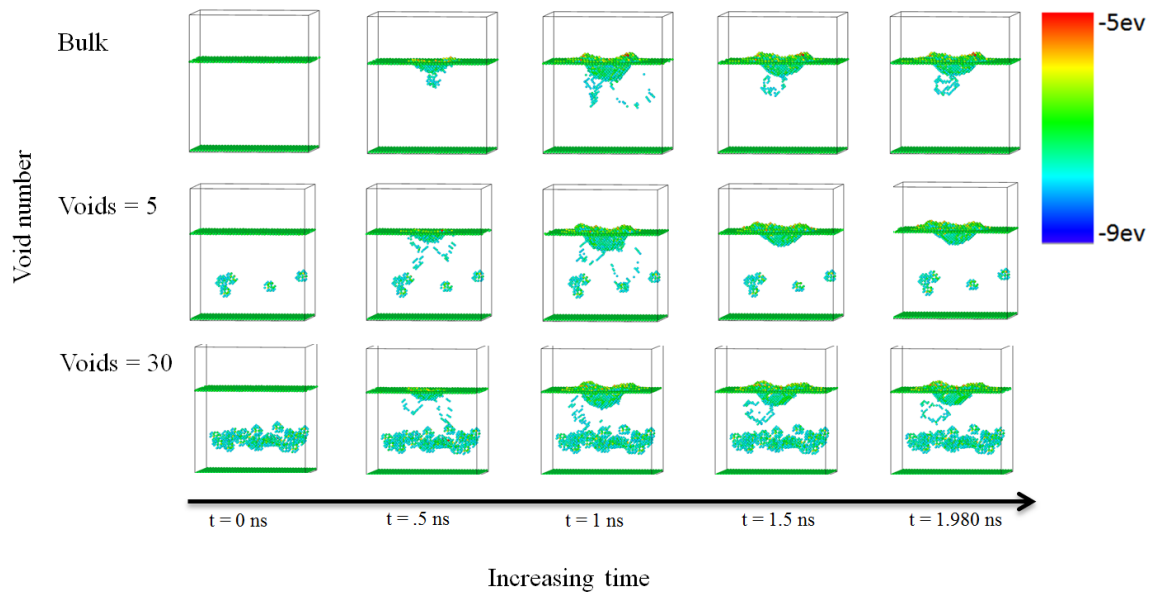 Bulk
-5ev
Void number
Voids = 5
-9ev
Voids = 30
t = 0 ns
t = .5 ns
t = 1 ns
t = 1.5 ns
t = 1.980 ns
Increasing time